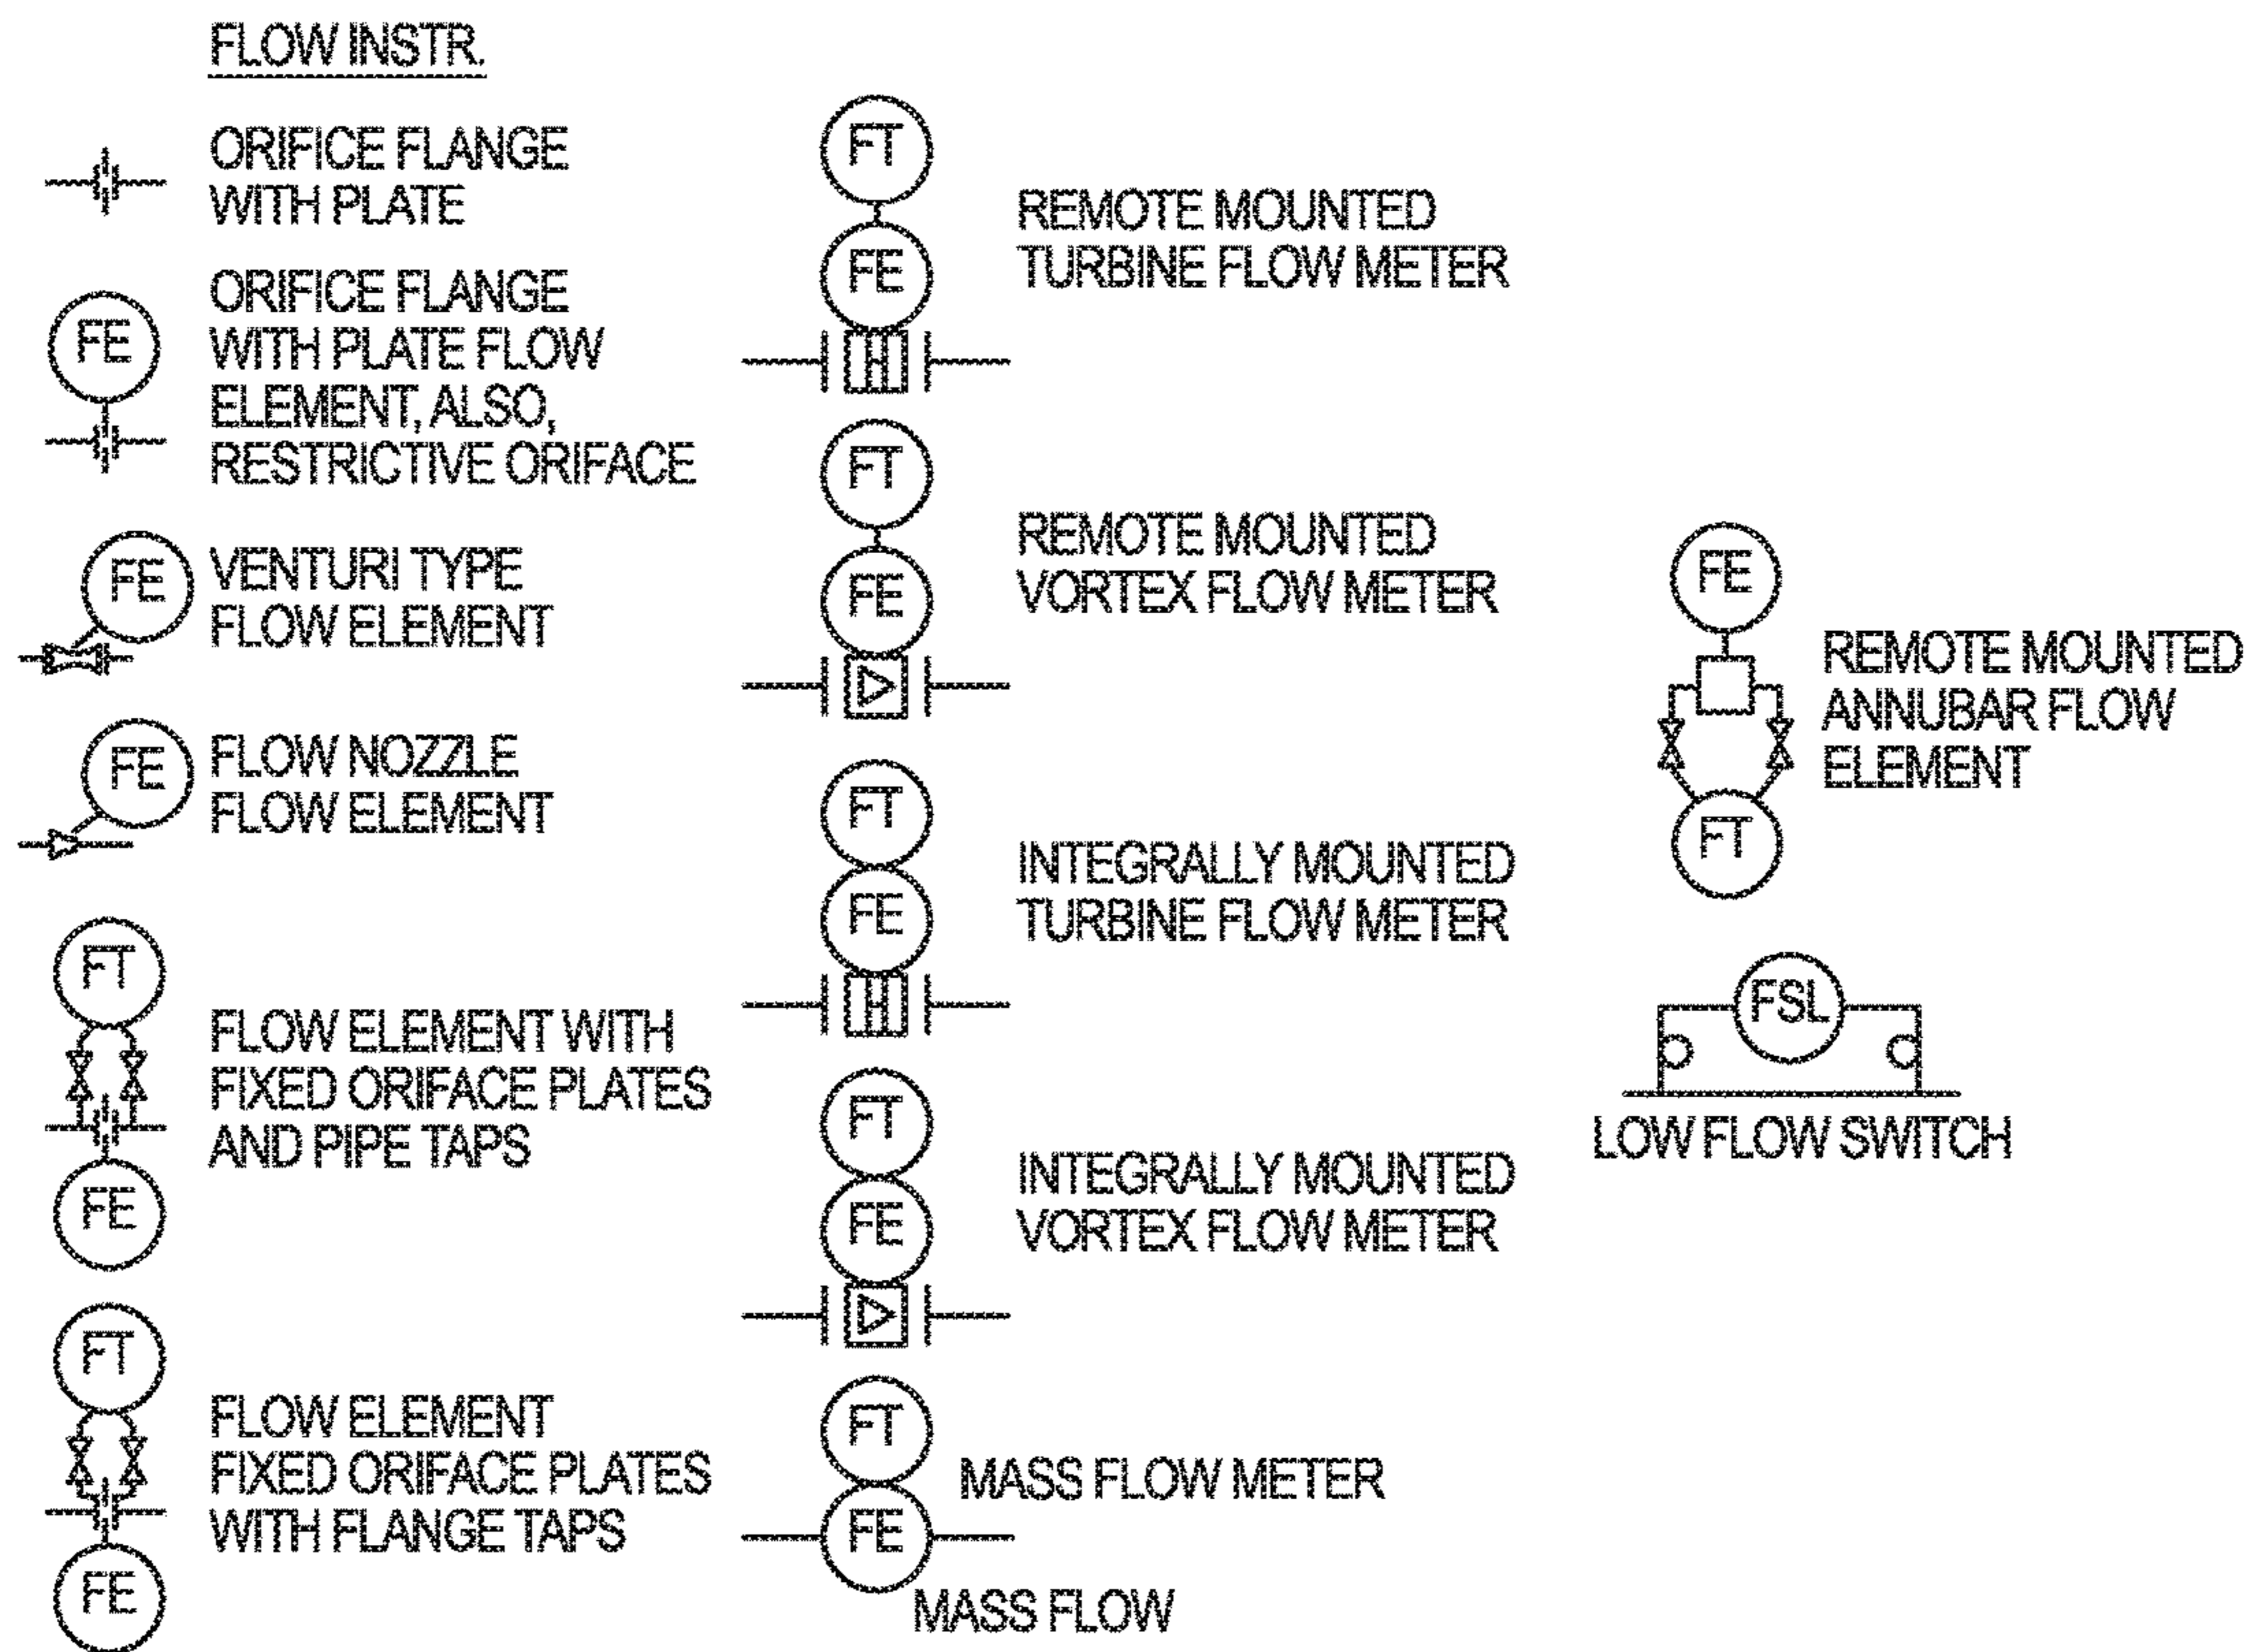 FLOW INSTR.
ORIFICE FLANGE
WITH PLATE
FE
ORIFICE FLANGE
WITH PLATE FLOW
ELEMENT, ALSO,
RESTRICTIVE ORIFACE
FE
VENTURI TYPE
FLOW ELEMENT
FE
FLOW NOZZLE
FLOW ELEMENT
FT
FLOW ELEMENT WITH
FIXED ORIFACE PLATES
AND PIPE TAPS
FE
FT
FLOW ELEMENT
FIXED ORIFACE PLATES
WITH FLANGE TAPS
FE
FT
REMOTE MOUNTED
TURBINE FLOW METER
FE
FT
REMOTE MOUNTED
VORTEX FLOW METER
FE
FT
INTEGRALLY MOUNTED
TURBINE FLOW METER
FE
FT
INTEGRALLY MOUNTED
VORTEX FLOW METER
FE
FT
MASS FLOW METER
FE
MASS FLOW
FE
REMOTE MOUNTED
ANNUBAR FLOW
ELEMENT
FT
FSL
LOW FLOW SWITCH